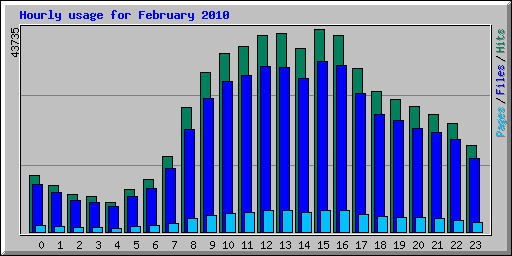 Hourly usage for February 2010
43735
Pages / Files / Hits
0 1 2 3 4 5 6 7 8 9 10 11 12 13 14 15 16 17 18 19 20 21 22 23